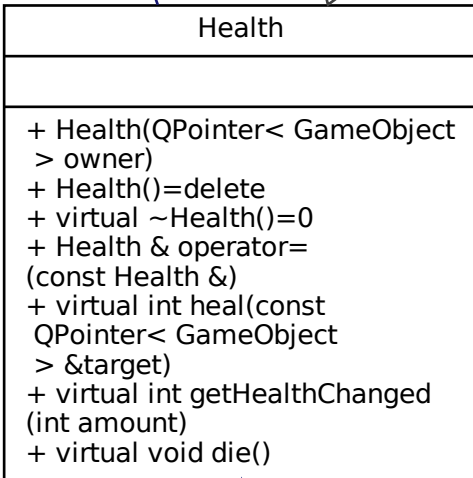 Health
+ Health(QPointer< GameObject
> owner)
+ Health()=delete
+ virtual ~Health()=0
+ Health & operator=
(const Health &)
+ virtual int heal(const
QPointer< GameObject
> &target)
+ virtual int getHealthChanged
(int amount)
+ virtual void die()